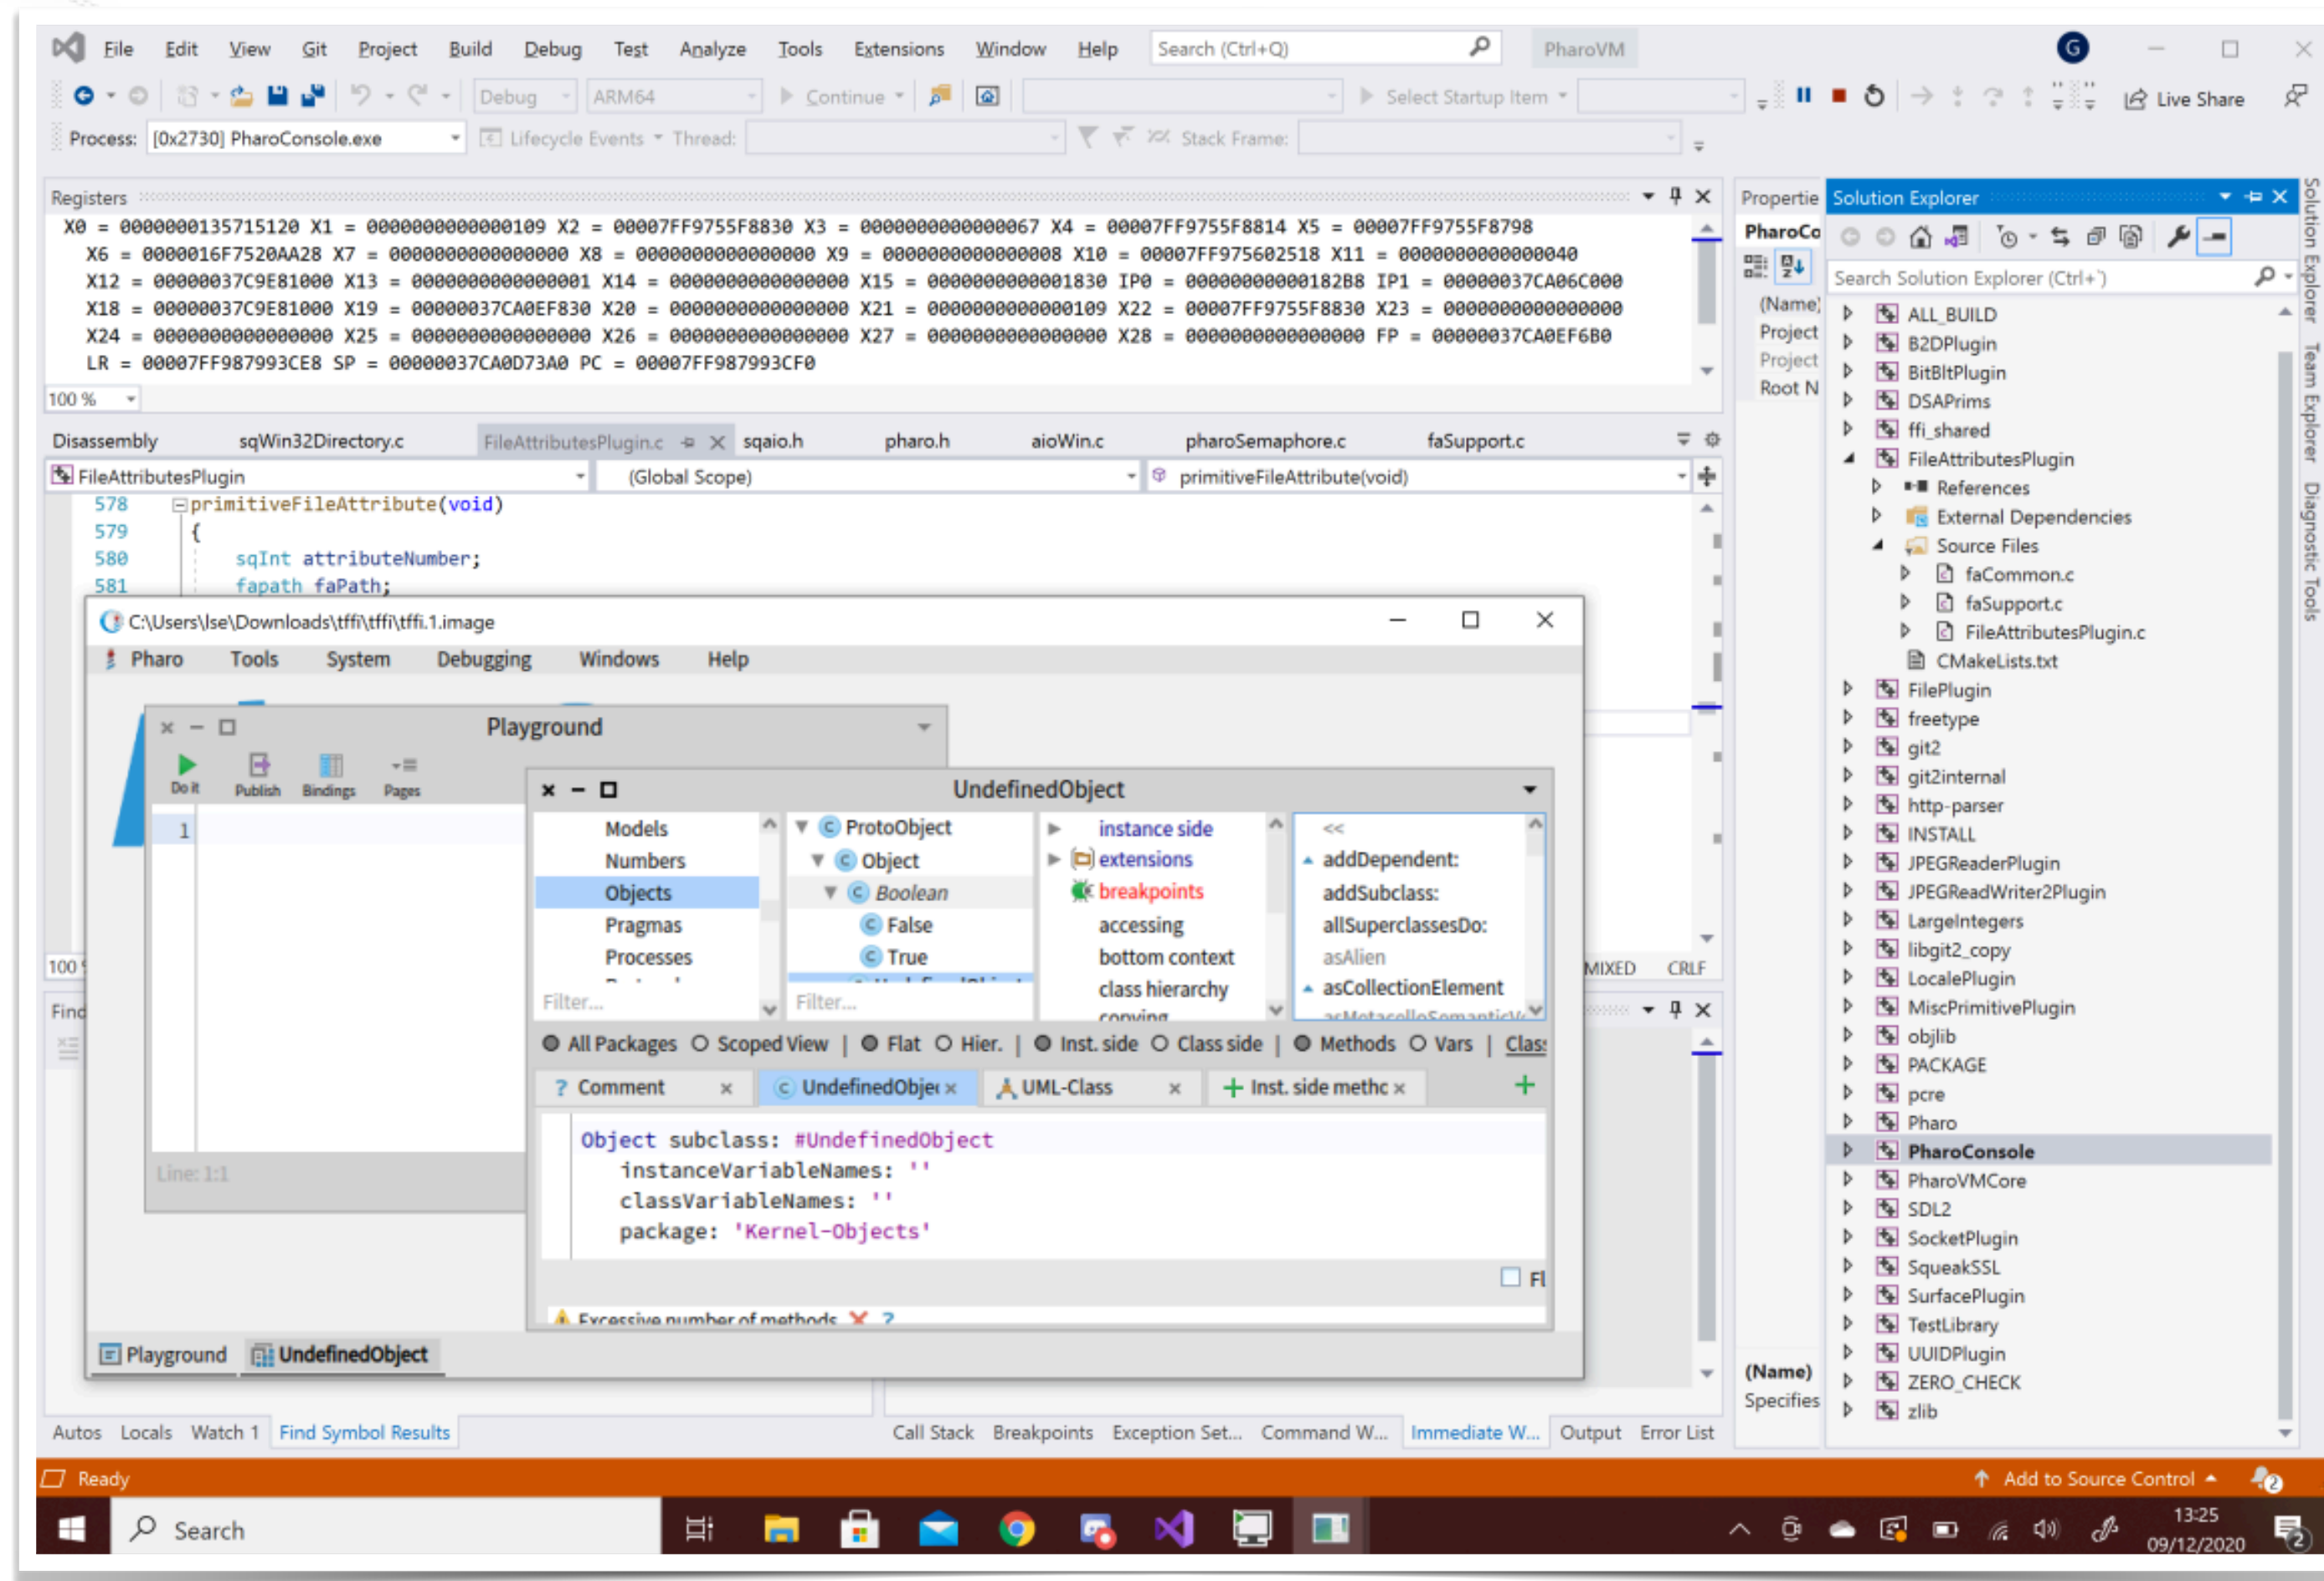 File Edit View Git Project Build Debug Test Analyze Tools Extensions Window Help Search (Ctrl+Q) PharoVM G
Debug ARM64 Continue Select Startup Item Live Share
Process: [0x2730] PharoConsole.exe Lifecycle Events Thread: Stack Frame:
Registers
X0 = 0000000135715120 X1 = 0000000000000109 X2 = 00007FF9755F8830 X3 = 0000000000000067 X4 = 00007FF9755F8814 X5 = 00007FF9755F8798
X6 = 0000016F7520AA28 X7 = 0000000000000000 X8 = 0000000000000000 X9 = 0000000000000008 X10 = 00007FF975602518 X11 = 0000000000000040
X12 = 00000037C9E81000 X13 = 0000000000000001 X14 = 0000000000000000 X15 = 0000000000001830 IP0 = 00000000000182B8 IP1 = 00000037CA06C000
X18 = 00000037C9E81000 X19 = 00000037CA0EF830 X20 = 0000000000000000 X21 = 0000000000000109 X22 = 00007FF9755F8830 X23 = 0000000000000000
X24 = 0000000000000000 X25 = 0000000000000000 X26 = 0000000000000000 X27 = 0000000000000000 X28 = 0000000000000000 FP = 00000037CA0EF6B0
LR = 00007FF987993CE8 SP = 00000037CA0D73A0 PC = 00007FF987993CF0
100 %
Disassembly sqWin32Directory.c FileAttributesPlugin.c sqaio.h pharo.h aioWin.c pharoSemaphore.c faSupport.c
FileAttributesPlugin (Global Scope) primitiveFileAttribute(void)
578 primitiveFileAttribute(void)
579 {
580 sqInt attributeNumber;
581 fapath faPath;
C:\Users\lse\Downloads\tffi\tffi\tffi.1.image
Pharo Tools System Debugging Windows Help
Playground
Do it Publish Bindings Pages
1
Line: 1:1
UndefinedObject
Models
Numbers
Objects
Pragmas
Processes
Filter...
ProtoObject
Object
Boolean
False
True
UndefinedObject
Filter...
instance side
extensions
breakpoints
accessing
bottom context
class hierarchy
copying
<<
addDependent:
addSubclass:
allSuperclassesDo:
asAlien
asCollectionElement
All Packages Scoped View | Flat Hier. | Inst. side Class side | Methods Vars | Clas
? Comment UndefinedObjec UML-Class Inst. side methc
Object subclass: #UndefinedObject
instanceVariableNames: ''
classVariableNames: ''
package: 'Kernel-Objects'
Fl
Excessive number of methods ?
Playground UndefinedObject
100
MIXED CRLF
Find
Autos Locals Watch 1 Find Symbol Results
Call Stack Breakpoints Exception Set... Command W... Immediate W... Output Error List
Propertie
PharoCo
(Name)
Project
Project
Root N
(Name)
Specifies
Solution Explorer
Search Solution Explorer (Ctrl+`)
ALL_BUILD
B2DPlugin
BitBltPlugin
DSAPrims
ffi_shared
FileAttributesPlugin
References
External Dependencies
Source Files
faCommon.c
faSupport.c
FileAttributesPlugin.c
CMakeLists.txt
FilePlugin
freetype
git2
git2internal
http-parser
INSTALL
JPEGReaderPlugin
JPEGReadWriter2Plugin
LargeIntegers
libgit2_copy
LocalePlugin
MiscPrimitivePlugin
objlib
PACKAGE
pcre
Pharo
PharoConsole
PharoVMCore
SDL2
SocketPlugin
SqueakSSL
SurfacePlugin
TestLibrary
UUIDPlugin
ZERO_CHECK
zlib
Solution Explorer Team Explorer Diagnostic Tools
Ready Add to Source Control 2
Search
13:25
09/12/2020
2